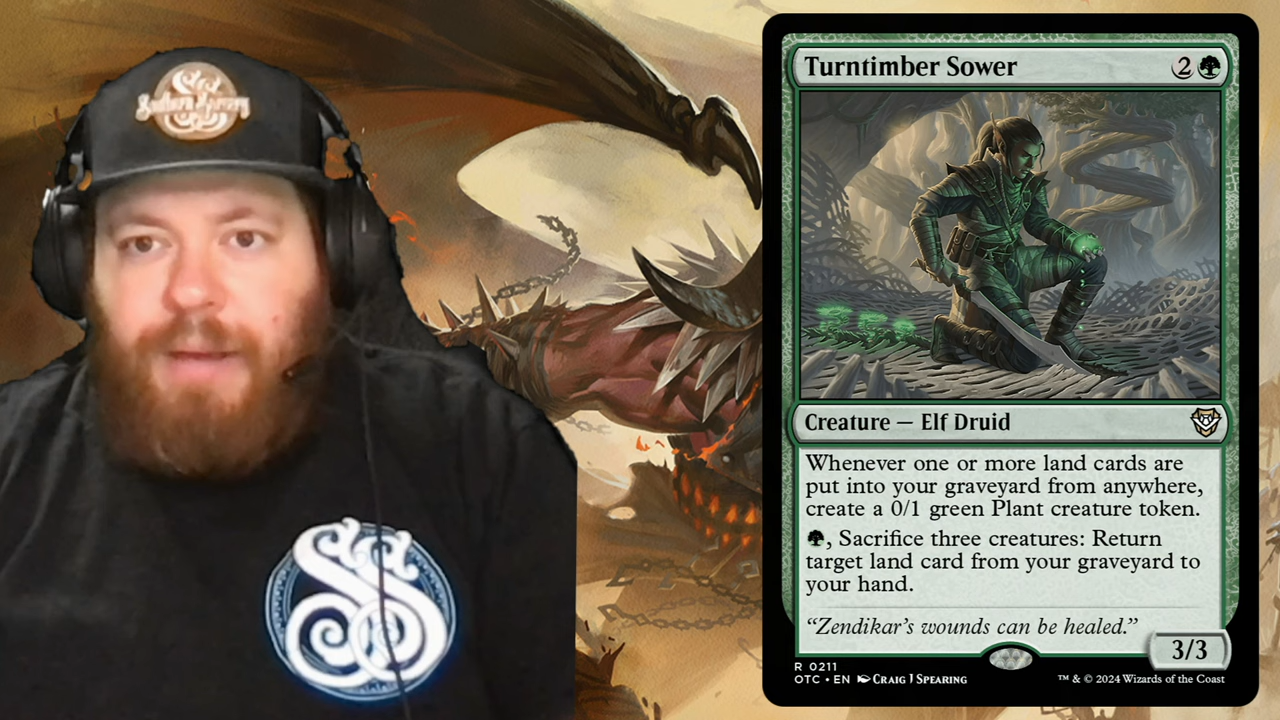 Turntimber Sower
2
Creature — Elf Druid
Whenever one or more land cards are
put into your graveyard from anywhere,
create a 0/1 green Plant creature token.
, Sacrifice three creatures: Return
target land card from your graveyard to
your hand.
“Zendikar’s wounds can be healed.”
3/3
R 0211
OTC • EN Craig J Spearing
™ & © 2024 Wizards of the Coast